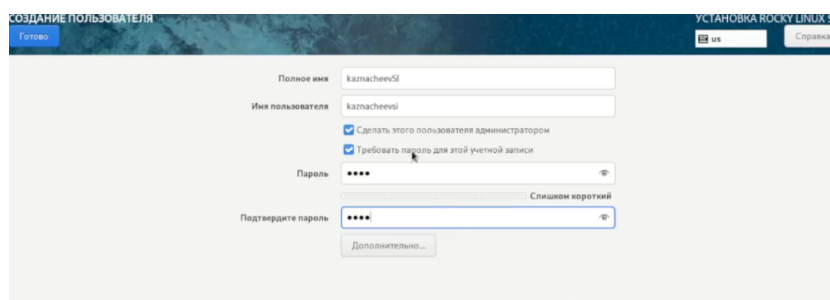 СОЗДАНИЕ ПОЛЬЗОВАТЕЛЯ
УСТАНОВКА ROCKY LINUX 9
Готово
us
Справка
Полное имя
kaznacheevSI
Имя пользователя
kaznacheevsi
Сделать этого пользователя администратором
Требовать пароль для этой учетной записи
Пароль
••••
Слишком короткий
Подтвердите пароль
••••
Дополнительно...